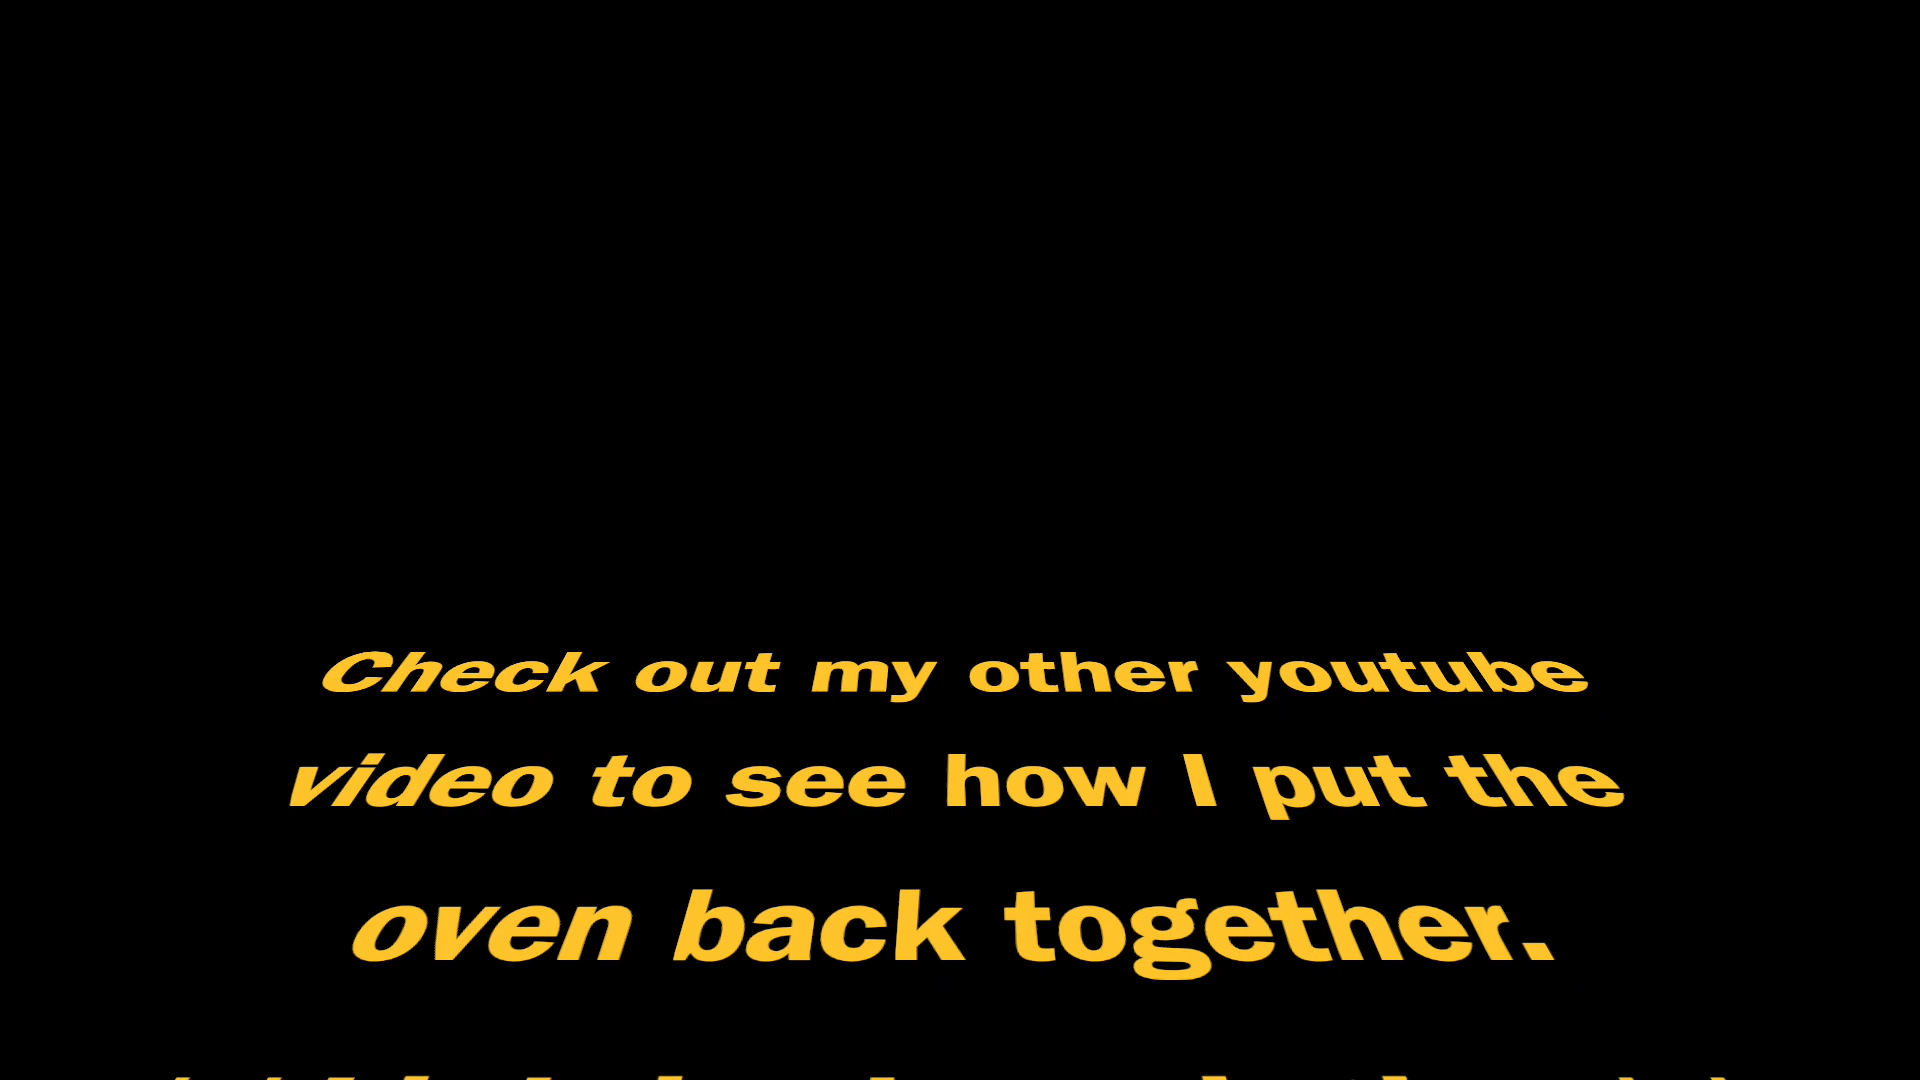 Check out my other youtube
video to see how I put the
oven back together.